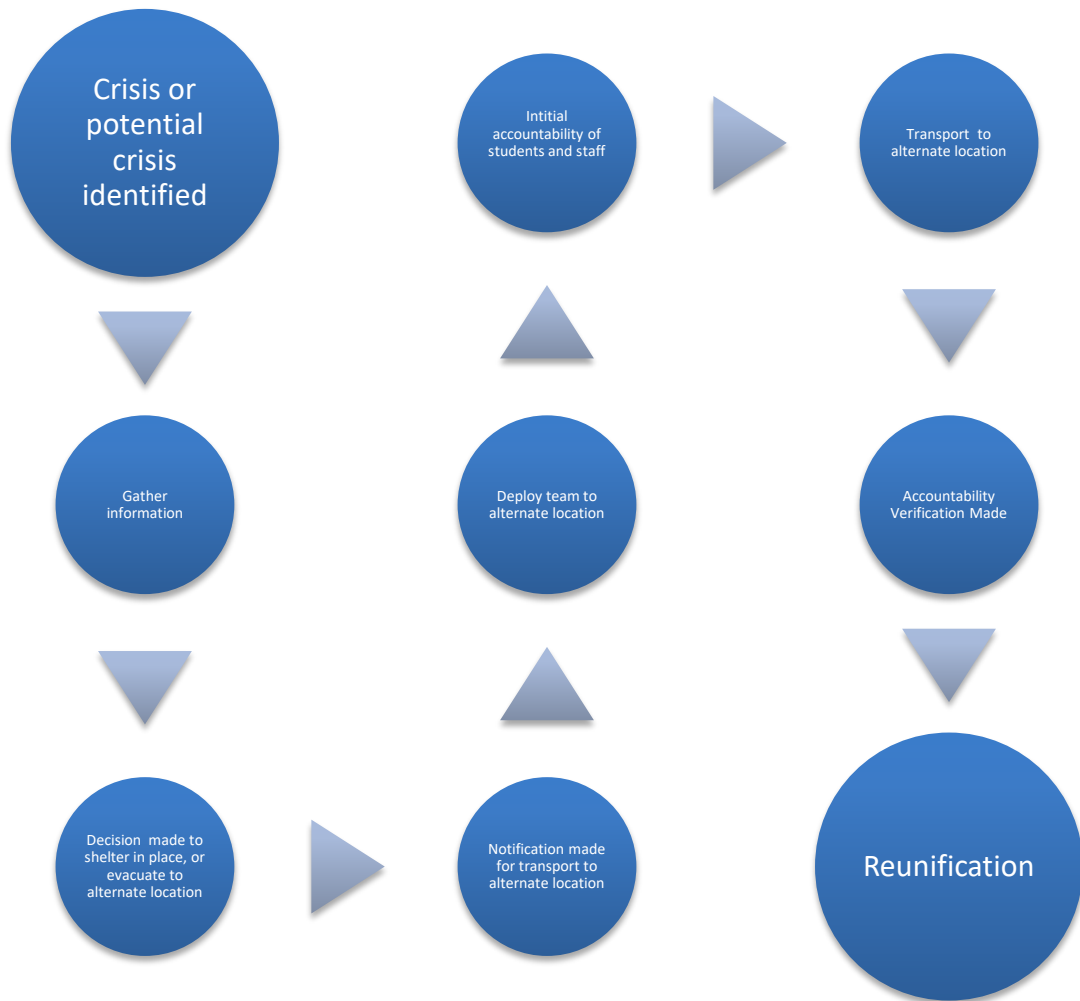 Crisis or
potential
crisis
identified
Gather
information
Decision made to
shelter in place, or
evacuate to
alternate location
Notification made
for transport to
alternate location
Deploy team to
alternate location
Intitial
accountability of
students and staff
Transport to
alternate location
Accountability
Verification Made
Reunification